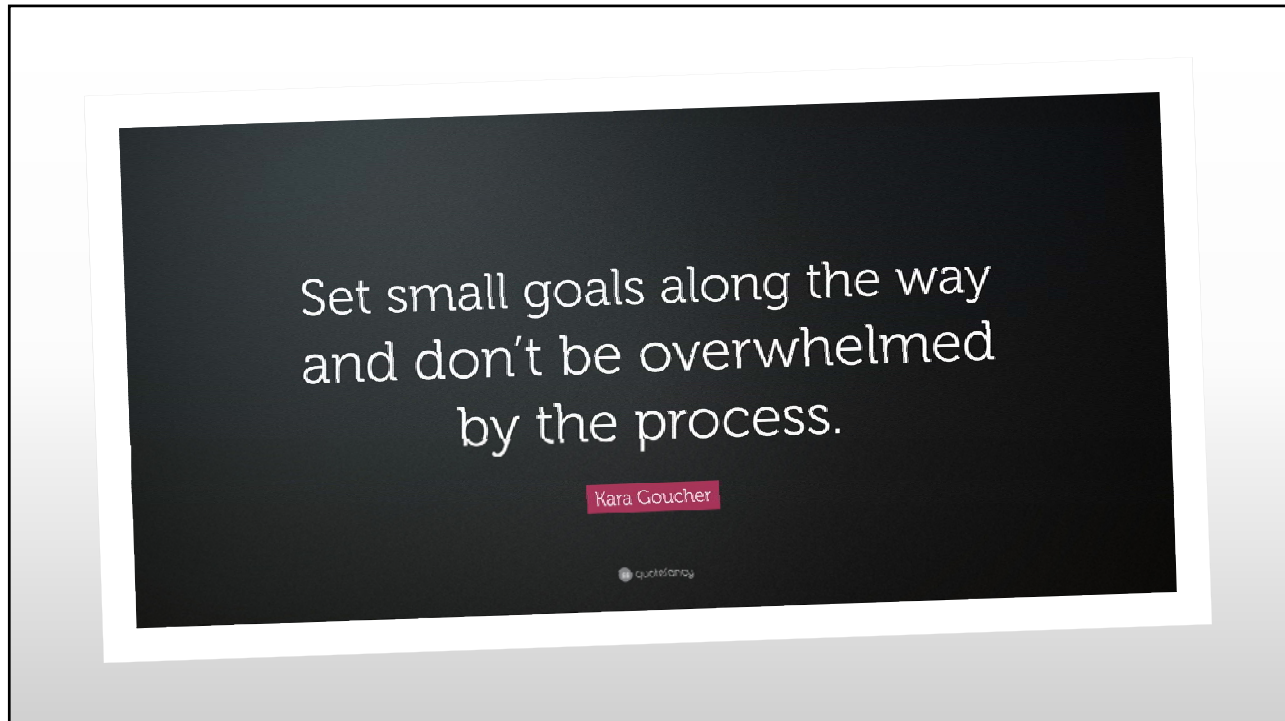 Set small goals along the way
and don't be overwhelmed
by the process.
Kara Goucher
quotefancy